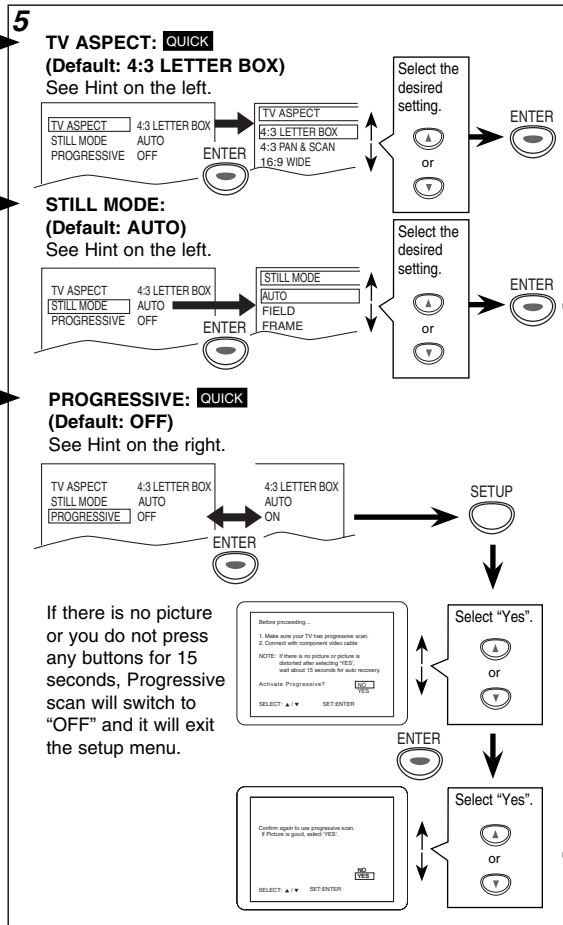 5
TV ASPECT: QUICK
(Default: 4:3 LETTER BOX)
See Hint on the left.
TV ASPECT 4:3 LETTER BOX
STILL MODE AUTO
PROGRESSIVE OFF
ENTER
TV ASPECT
4:3 LETTER BOX
4:3 PAN & SCAN
16:9 WIDE
Select the
desired
setting.
or
ENTER
STILL MODE:
(Default: AUTO)
See Hint on the left.
TV ASPECT 4:3 LETTER BOX
STILL MODE AUTO
PROGRESSIVE OFF
ENTER
STILL MODE
AUTO
FIELD
FRAME
Select the
desired
setting.
or
ENTER
PROGRESSIVE: QUICK
(Default: OFF)
See Hint on the right.
TV ASPECT 4:3 LETTER BOX
STILL MODE AUTO
PROGRESSIVE OFF
ENTER
4:3 LETTER BOX
AUTO
ON
SETUP
If there is no picture
or you do not press
any buttons for 15
seconds, Progressive
scan will switch to
“OFF” and it will exit
the setup menu.
Before proceeding...
1. Make sure your TV has progressive scan.
2. Connect with component video cable
NOTE: If there is no picture or picture is
distorted after selecting 'YES',
wait about 15 seconds for auto recovery.
Activate Progressive? NO
YES
SELECT: ▲ / ▼ SET:ENTER
Select “Yes”.
or
ENTER
Confirm again to use progressive scan.
If Picture is good, select 'YES'.
NO
YES
SELECT: ▲ / ▼ SET:ENTER
Select “Yes”.
or